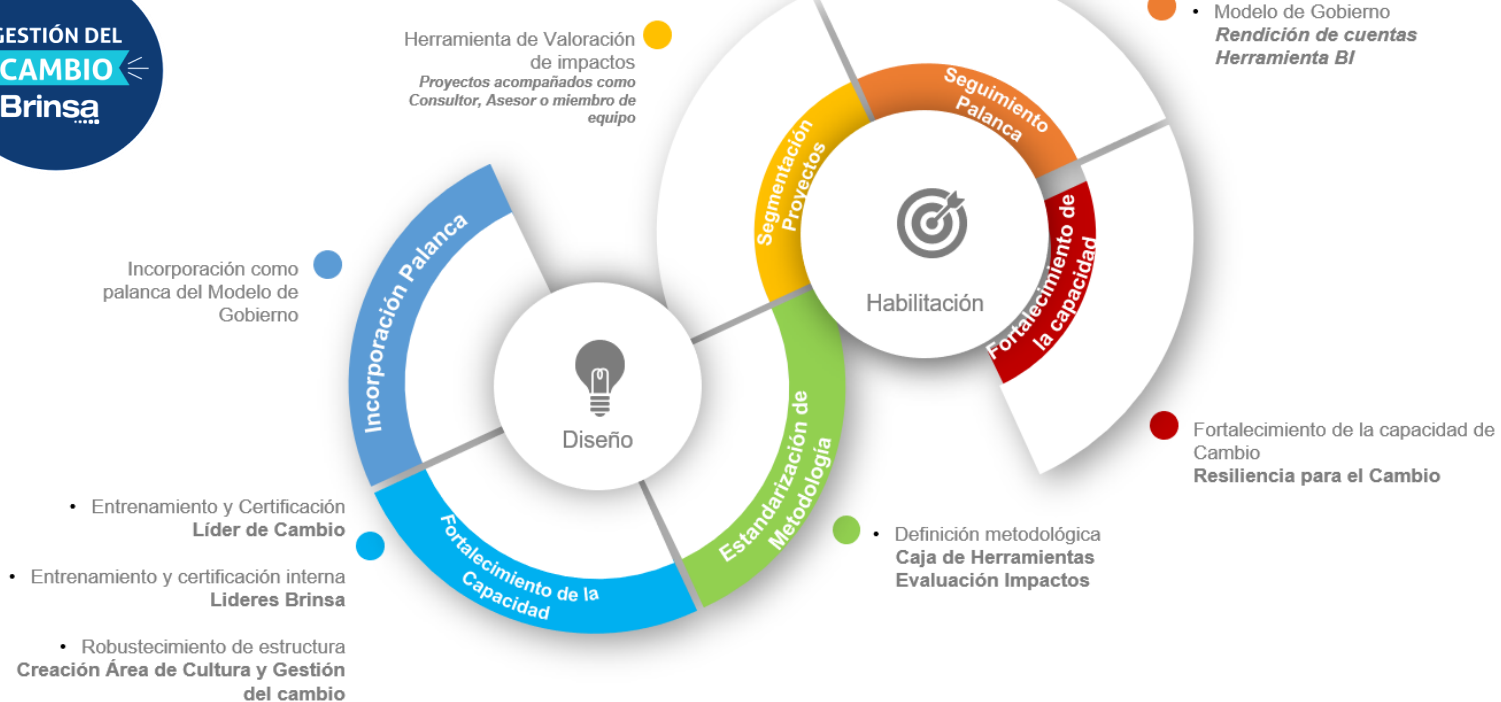 GESTIÓN DEL
CAMBIO
Brinsa
Herramienta de Valoración
de impactos
Proyectos acompañados como
Consultor, Asesor o miembro de
equipo
• Modelo de Gobierno
Rendición de cuentas
Herramienta BI
Incorporación como
palanca del Modelo de
Gobierno
Incorporación Palanca
Diseño
Segmentación
Proyectos
Seguimiento
Palanca
Habilitación
Fortalecimiento de
la capacidad
Fortalecimiento de la
Capacidad
Estandarización de
Metodología
• Entrenamiento y Certificación
Líder de Cambio
• Entrenamiento y certificación interna
Lideres Brinsa
• Robustecimiento de estructura
Creación Área de Cultura y Gestión
del cambio
• Definición metodológica
Caja de Herramientas
Evaluación Impactos
Fortalecimiento de la capacidad de
Cambio
Resiliencia para el Cambio